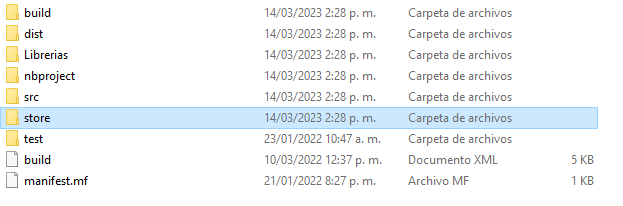 build 14/03/2023 2:28 p. m. Carpeta de archivos
dist 14/03/2023 2:28 p. m. Carpeta de archivos
Librerias 14/03/2023 2:28 p. m. Carpeta de archivos
nbproject 14/03/2023 2:28 p. m. Carpeta de archivos
src 14/03/2023 2:28 p. m. Carpeta de archivos
store 14/03/2023 2:28 p. m. Carpeta de archivos
test 23/01/2022 10:47 a. m. Carpeta de archivos
build 10/03/2022 12:37 p. m. Documento XML 5 KB
manifest.mf 21/01/2022 8:27 p. m. Archivo MF 1 KB